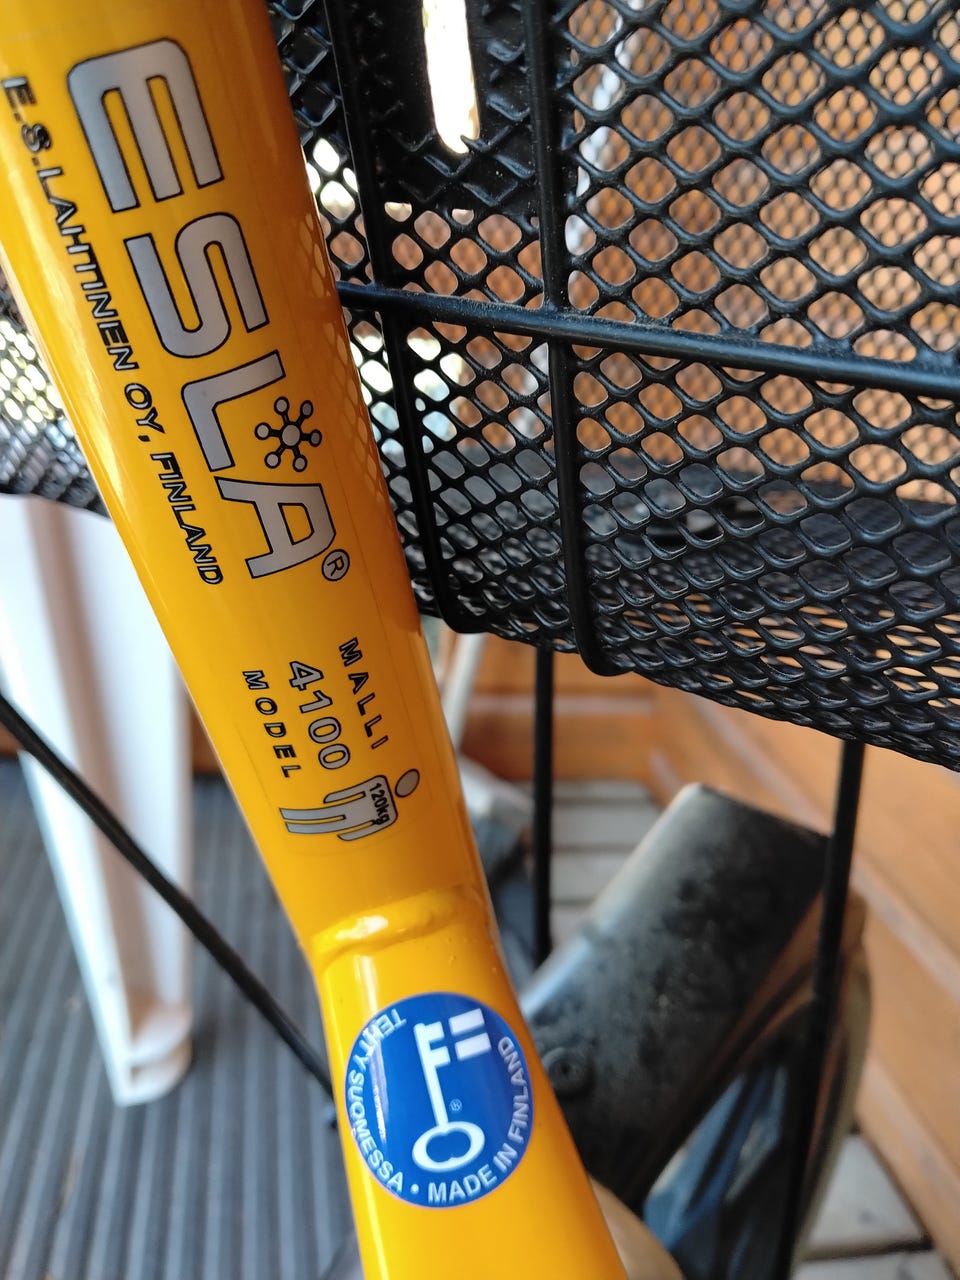 ESLA®
E.S.LAHTINEN OY, FINLAND
MALLI
4100
MODEL
120kg
TEHTY SUOMESSA • MADE IN FINLAND
®